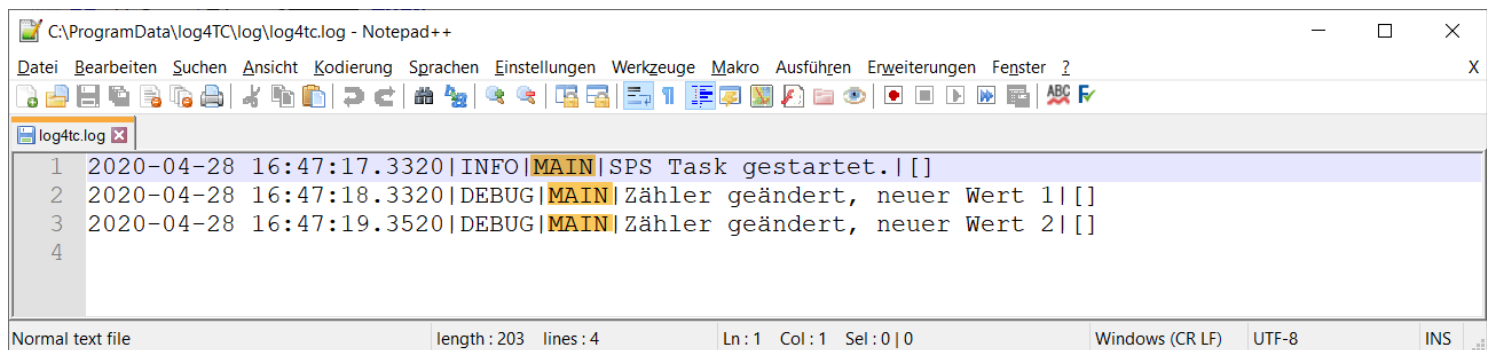 C:\ProgramData\log4TC\log\log4tc.log - Notepad++
Datei Bearbeiten Suchen Ansicht Kodierung Sprachen Einstellungen Werkzeuge Makro Ausführen Erweiterungen Fenster ? X
ABC
log4tc.log
1 2020-04-28 16:47:17.3320|INFO|MAIN|SPS Task gestartet.|[]
2 2020-04-28 16:47:18.3320|DEBUG|MAIN|Zähler geändert, neuer Wert 1|[]
3 2020-04-28 16:47:19.3520|DEBUG|MAIN|Zähler geändert, neuer Wert 2|[]
4
Normal text file length : 203 lines : 4 Ln : 1 Col : 1 Sel : 0 | 0 Windows (CR LF) UTF-8 INS